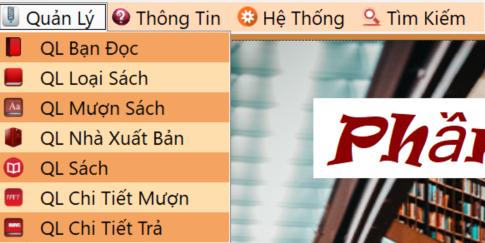 Quản Lý Thông Tin Hệ Thống Tìm Kiếm
QL Bạn Đọc
QL Loại Sách
QL Mượn Sách
QL Nhà Xuất Bản
QL Sách
QL Chi Tiết Mượn
QL Chi Tiết Trả
Phần